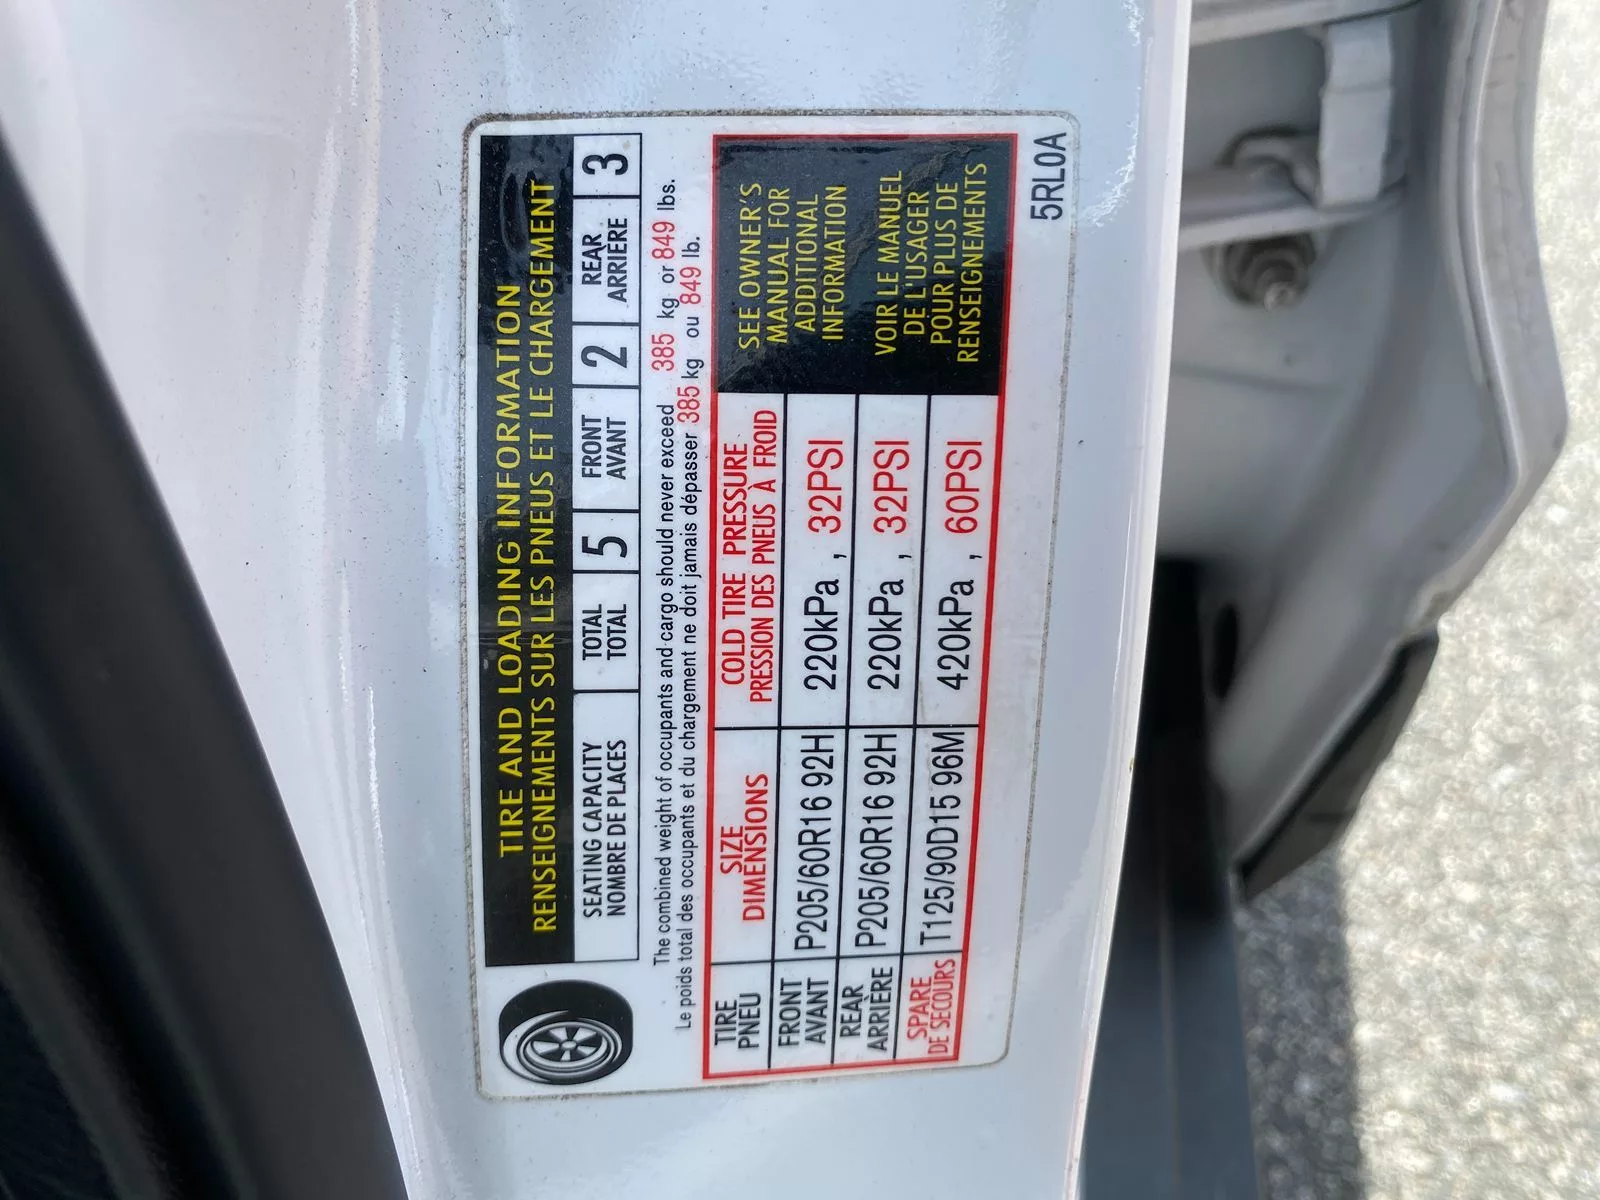 TIRE AND LOADING INFORMATION
RENSEIGNEMENTS SUR LES PNEUS ET LE CHARGEMENT
SEATING CAPACITY
NOMBRE DE PLACES
TOTAL
TOTAL
5
FRONT
AVANT
2
REAR
ARRIERE
3
The combined weight of occupants and cargo should never exceed 385 kg or 849 lbs.
Le poids total des occupants et du chargement ne doit jamais dépasser 385 kg ou 849 lb.
TIRE
PNEU
SIZE
DIMENSIONS
COLD TIRE PRESSURE
PRESSION DES PNEUS À FROID
FRONT
AVANT
P205/60R16 92H
220kPa , 32PSI
REAR
ARRIÈRE
P205/60R16 92H
220kPa , 32PSI
SPARE
DE SECOURS
T125/90D15 96M
420kPa , 60PSI
SEE OWNER'S
MANUAL FOR
ADDITIONAL
INFORMATION
VOIR LE MANUEL
DE L'USAGER
POUR PLUS DE
RENSEIGNEMENTS
5RL0A